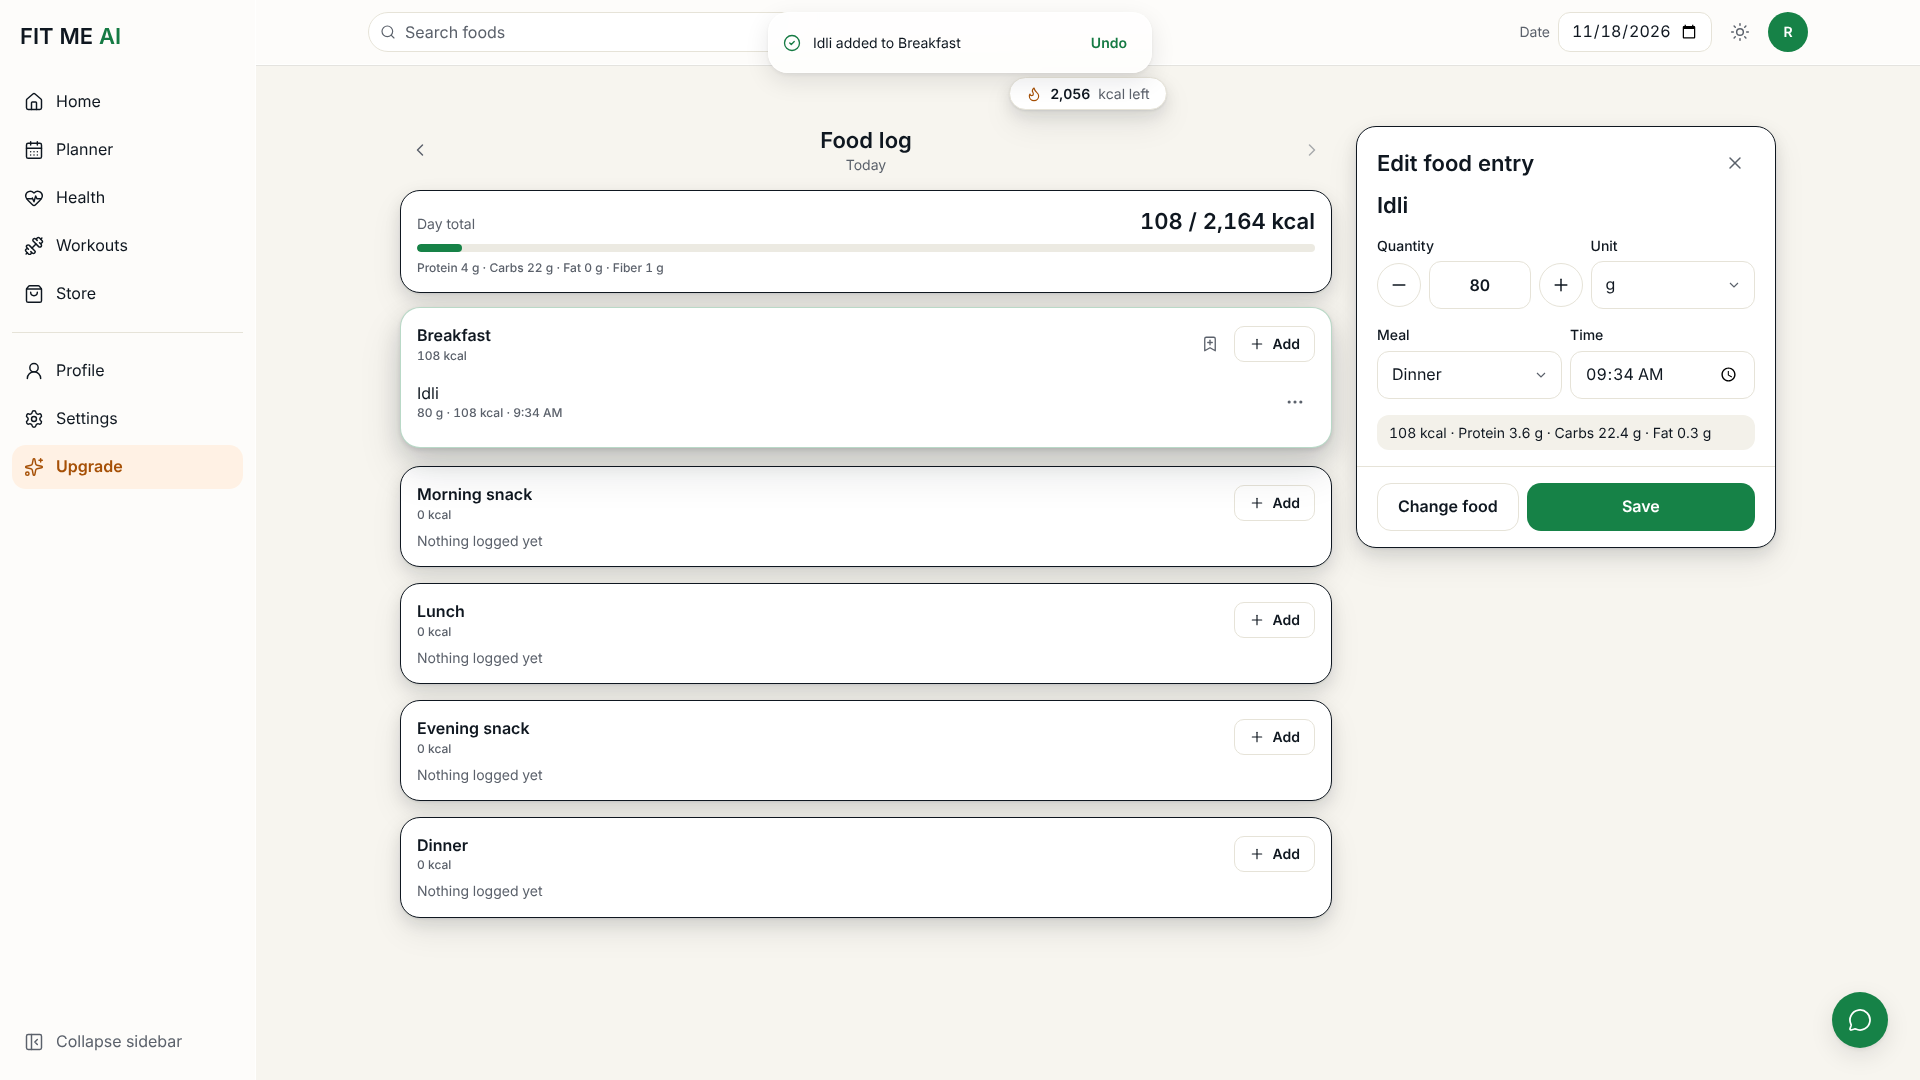 FIT ME AI
Search foods
Idli added to Breakfast
Undo
Date
11/18/2026
R
2,056 kcal left
Home
Planner
Health
Workouts
Store
Profile
Settings
Upgrade
Collapse sidebar
Food log
Today
Day total
108 / 2,164 kcal
Protein 4 g · Carbs 22 g · Fat 0 g · Fiber 1 g
Breakfast
108 kcal
Add
Idli
80 g · 108 kcal · 9:34 AM
Morning snack
0 kcal
Add
Nothing logged yet
Lunch
0 kcal
Add
Nothing logged yet
Evening snack
0 kcal
Add
Nothing logged yet
Dinner
0 kcal
Add
Nothing logged yet
Edit food entry
Idli
Quantity
Unit
80
g
Meal
Time
Dinner
09:34 AM
108 kcal · Protein 3.6 g · Carbs 22.4 g · Fat 0.3 g
Change food
Save